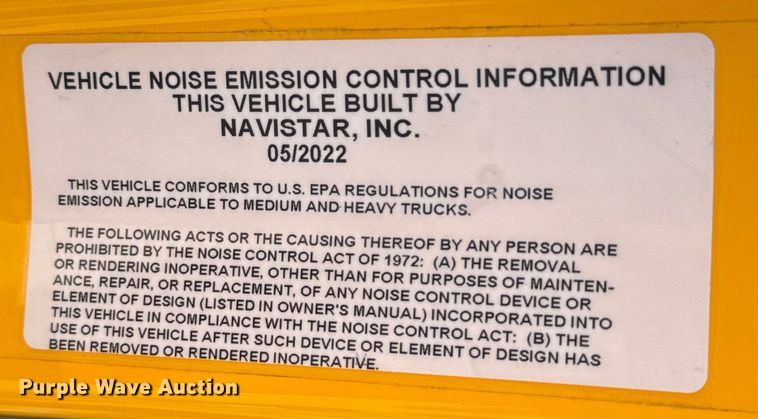 VEHICLE NOISE EMISSION CONTROL INFORMATION
THIS VEHICLE BUILT BY
NAVISTAR, INC.
05/2022
THIS VEHICLE COMFORMS TO U.S. EPA REGULATIONS FOR NOISE
EMISSION APPLICABLE TO MEDIUM AND HEAVY TRUCKS.
THE FOLLOWING ACTS OR THE CAUSING THEREOF BY ANY PERSON ARE
PROHIBITED BY THE NOISE CONTROL ACT OF 1972: (A) THE REMOVAL
OR RENDERING INOPERATIVE, OTHER THAN FOR PURPOSES OF MAINTEN-
ANCE, REPAIR, OR REPLACEMENT, OF ANY NOISE CONTROL DEVICE OR
ELEMENT OF DESIGN (LISTED IN OWNER'S MANUAL) INCORPORATED INTO
THIS VEHICLE IN COMPLIANCE WITH THE NOISE CONTROL ACT: (B) THE
USE OF THIS VEHICLE AFTER SUCH DEVICE OR ELEMENT OF DESIGN HAS
BEEN REMOVED OR RENDERED INOPERATIVE.
Purple Wave Auction